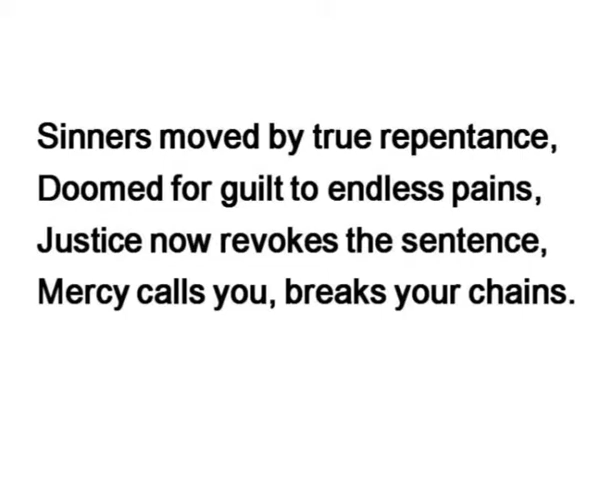 Sinners moved by true repentance,
Doomed for guilt to endless pains,
Justice now revokes the sentence,
Mercy calls you, breaks your chains.